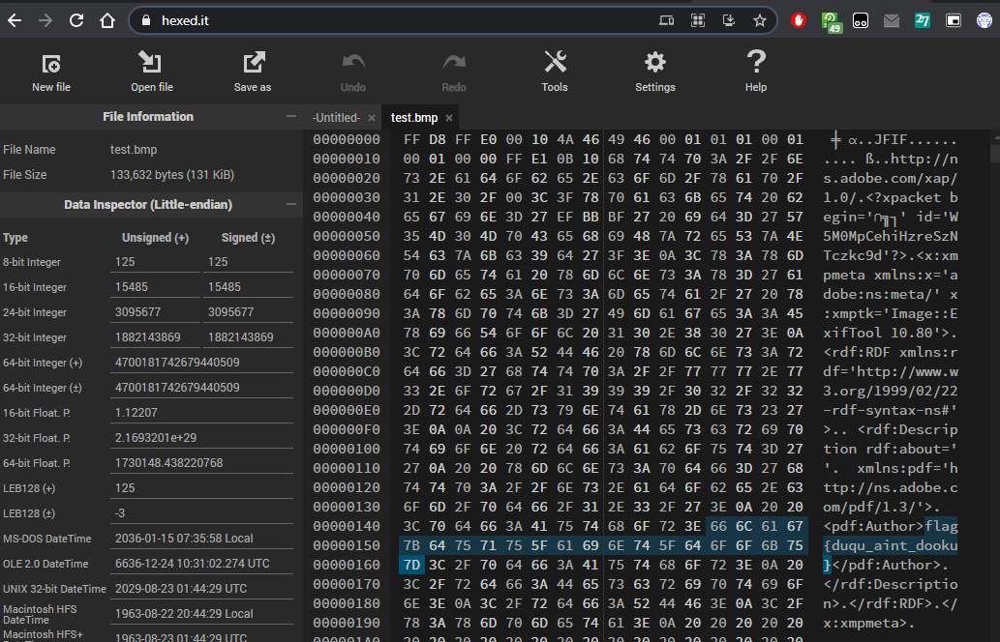 hexed.it
49
27
New file
Open file
Save as
Undo
Redo
Tools
Settings
Help
File Information
File Name test.bmp
File Size 133,632 bytes (131 KiB)
Data Inspector (Little-endian)
Type Unsigned (+) Signed (±)
8-bit Integer 125 125
16-bit Integer 15485 15485
24-bit Integer 3095677 3095677
32-bit Integer 1882143869 1882143869
64-bit Integer (+) 4700181742679440509
64-bit Integer (±) 4700181742679440509
16-bit Float. P. 1.12207
32-bit Float. P. 2.1693201e+29
64-bit Float. P. 1730148.438220768
LEB128 (+) 125
LEB128 (±) -3
MS-DOS DateTime 2036-01-15 07:35:58 Local
OLE 2.0 DateTime 6636-12-24 10:31:02.274 UTC
UNIX 32-bit DateTime 2029-08-23 01:44:29 UTC
Macintosh HFS DateTime 1963-08-22 20:44:29 Local
Macintosh HFS+ 1963-08-23 01:44:29 UTC
-Untitled- × test.bmp ×
00000000 FF D8 FF E0 00 10 4A 46 49 46 00 01 01 01 00 01 ╪ α..JFIF......
00000010 00 01 00 00 FF E1 0B 10 68 74 74 70 3A 2F 2F 6E .... ß..http://n
00000020 73 2E 61 64 6F 62 65 2E 63 6F 6D 2F 78 61 70 2F s.adobe.com/xap/
00000030 31 2E 30 2F 00 3C 3F 78 70 61 63 6B 65 74 20 62 1.0/.<?xpacket b
00000040 65 67 69 6E 3D 27 EF BB BF 27 20 69 64 3D 27 57 egin='∩╗┐' id='W
00000050 35 4D 30 4D 70 43 65 68 69 48 7A 72 65 53 7A 4E 5M0MpCehiHzreSzN
00000060 54 63 7A 6B 63 39 64 27 3F 3E 0A 3C 78 3A 78 6D Tczkc9d'?>.<x:xm
00000070 70 6D 65 74 61 20 78 6D 6C 6E 73 3A 78 3D 27 61 pmeta xmlns:x='a
00000080 64 6F 62 65 3A 6E 73 3A 6D 65 74 61 2F 27 20 78 dobe:ns:meta/' x
00000090 3A 78 6D 70 74 6B 3D 27 49 6D 61 67 65 3A 3A 45 :xmptk='Image::E
000000A0 78 69 66 54 6F 6F 6C 20 31 30 2E 38 30 27 3E 0A xifTool 10.80'>.
000000B0 3C 72 64 66 3A 52 44 46 20 78 6D 6C 6E 73 3A 72 <rdf:RDF xmlns:r
000000C0 64 66 3D 27 68 74 74 70 3A 2F 2F 77 77 77 2E 77 df='http://www.w
000000D0 33 2E 6F 72 67 2F 31 39 39 39 2F 30 32 2F 32 32 3.org/1999/02/22
000000E0 2D 72 64 66 2D 73 79 6E 74 61 78 2D 6E 73 23 27 -rdf-syntax-ns#'
000000F0 3E 0A 0A 20 3C 72 64 66 3A 44 65 73 63 72 69 70 >.. <rdf:Descrip
00000100 74 69 6F 6E 20 72 64 66 3A 61 62 6F 75 74 3D 27 tion rdf:about='
00000110 27 0A 20 20 78 6D 6C 6E 73 3A 70 64 66 3D 27 68 '.  xmlns:pdf='h
00000120 74 74 70 3A 2F 2F 6E 73 2E 61 64 6F 62 65 2E 63 ttp://ns.adobe.c
00000130 6F 6D 2F 70 64 66 2F 31 2E 33 2F 27 3E 0A 20 20 om/pdf/1.3/'>.
00000140 3C 70 64 66 3A 41 75 74 68 6F 72 3E 66 6C 61 67 <pdf:Author>flag
00000150 7B 64 75 71 75 5F 61 69 6E 74 5F 64 6F 6F 6B 75 {duqu_aint_dooku
00000160 7D 3C 2F 70 64 66 3A 41 75 74 68 6F 72 3E 0A 20 }</pdf:Author>.
00000170 3C 2F 72 64 66 3A 44 65 73 63 72 69 70 74 69 6F </rdf:Descriptio
00000180 6E 3E 0A 3C 2F 72 64 66 3A 52 44 46 3E 0A 3C 2F n>.</rdf:RDF>.</
00000190 78 3A 78 6D 70 6D 65 74 61 3E 0A 20 20 20 20 20 x:xmpmeta>.
000001A0 20 20 20 20 20 20 20 20 20 20 20 20 20 20 20 20